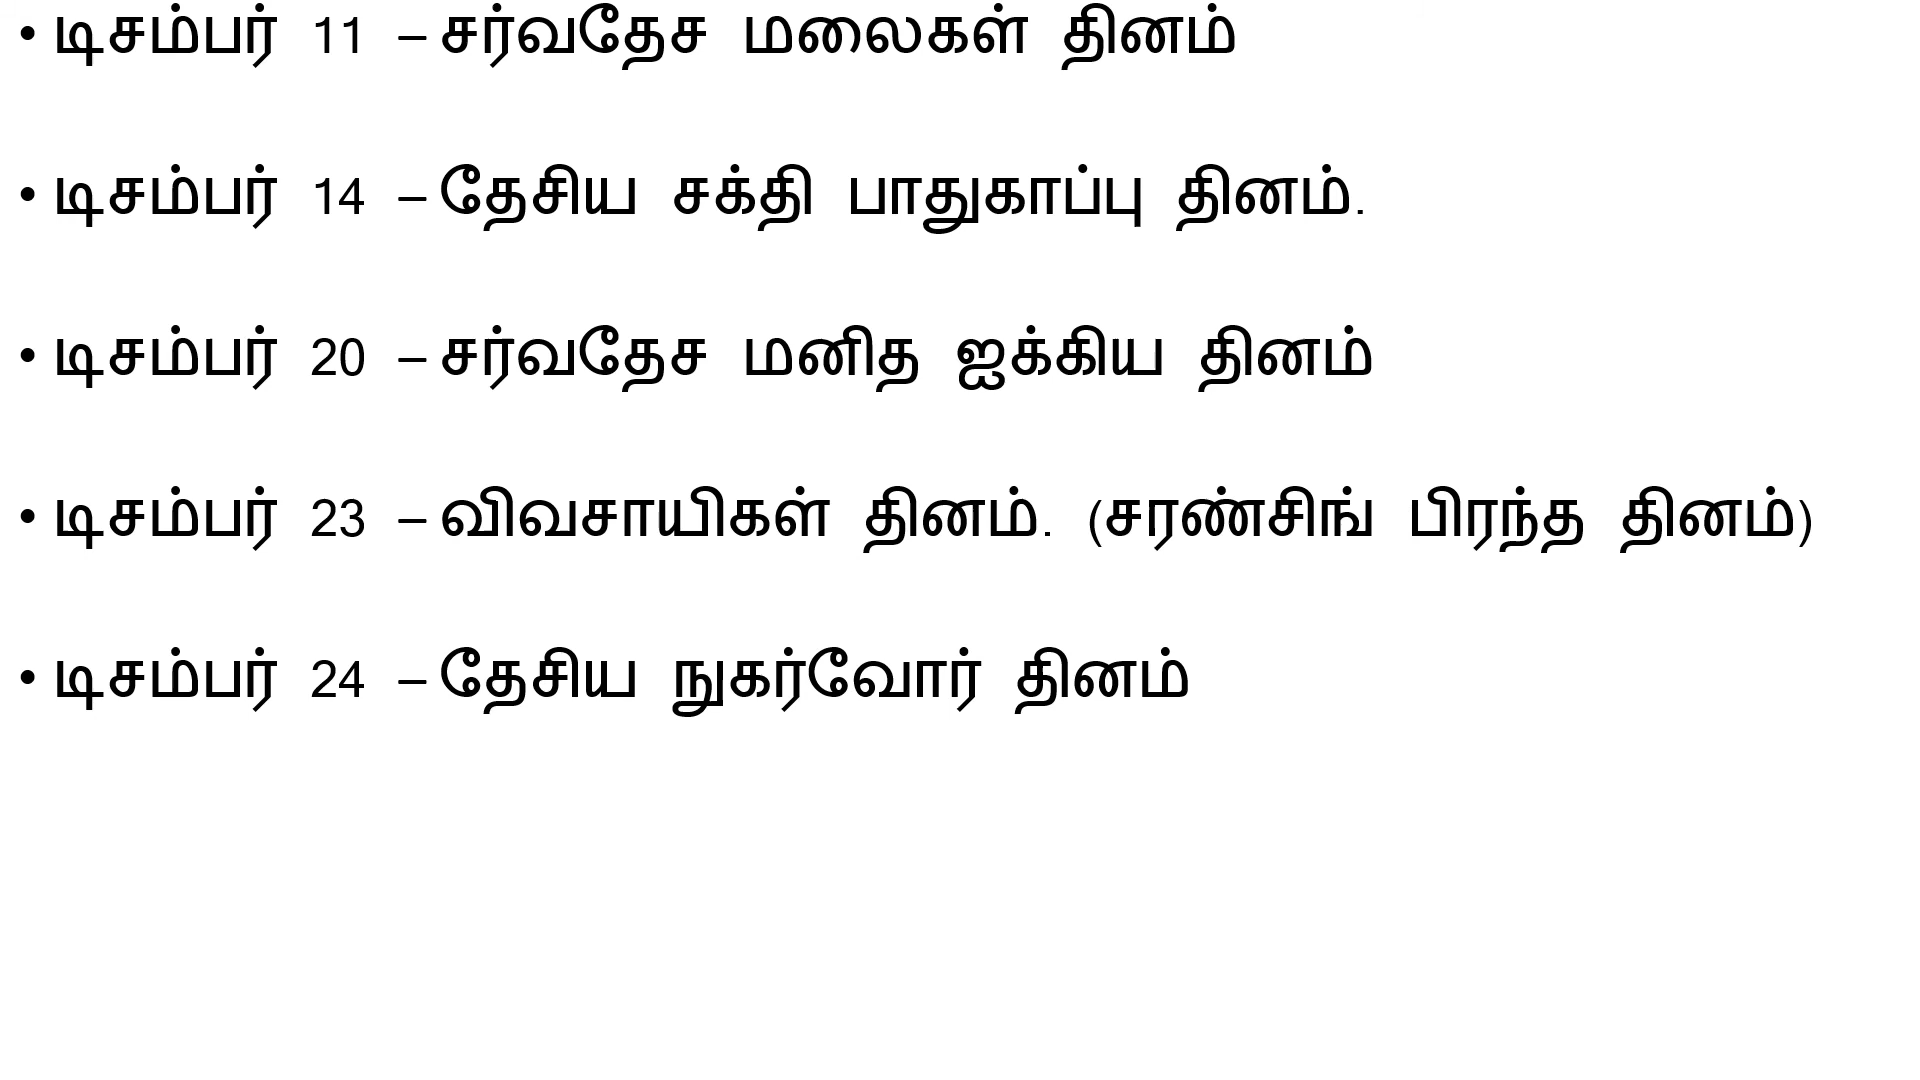 • டிசம்பர் 11 – சர்வதேச மலைகள் தினம்
• டிசம்பர் 14 – தேசிய சக்தி பாதுகாப்பு தினம்.
• டிசம்பர் 20 – சர்வதேச மனித ஐக்கிய தினம்
• டிசம்பர் 23 – விவசாயிகள் தினம். (சரண்சிங் பிரந்த தினம்)
• டிசம்பர் 24 – தேசிய நுகர்வோர் தினம்